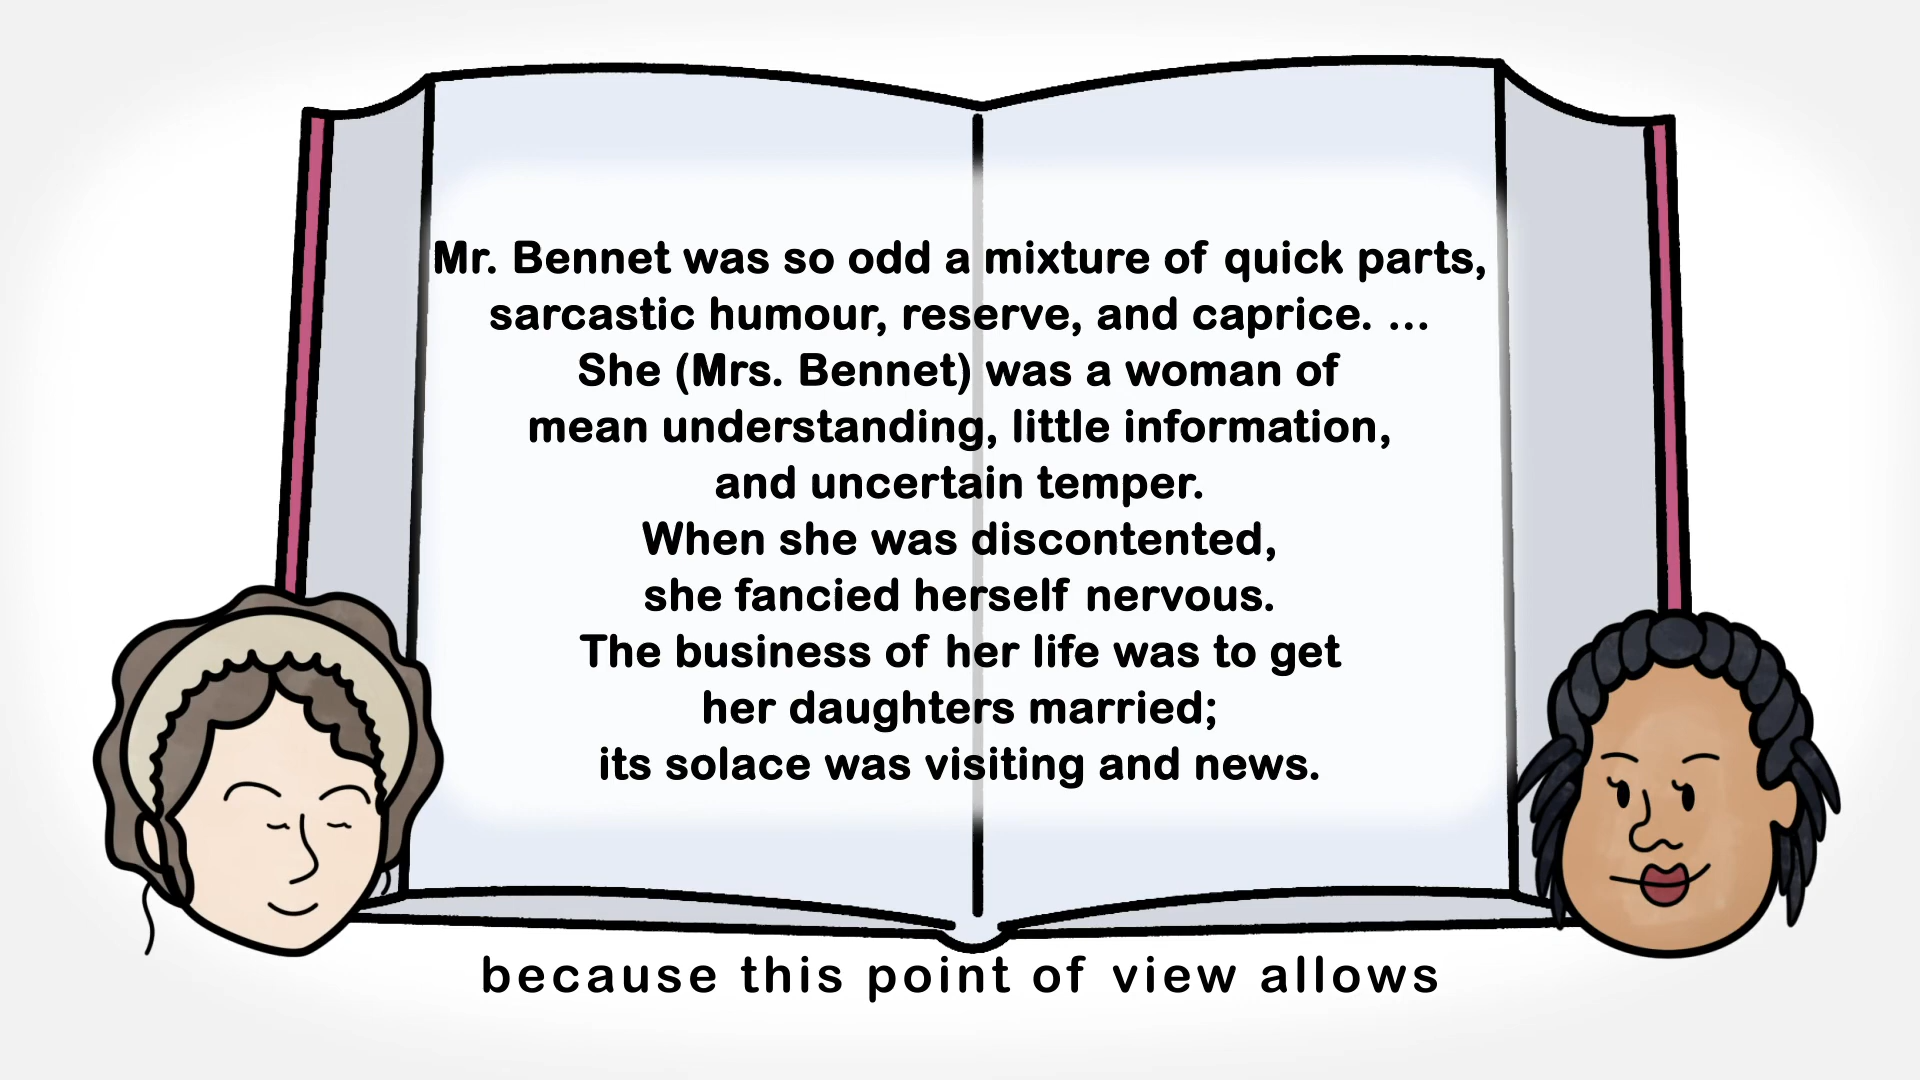 Mr. Bennet was so odd a mixture of quick parts,
sarcastic humour, reserve, and caprice. ...
She (Mrs. Bennet) was a woman of
mean understanding, little information,
and uncertain temper.
When she was discontented,
she fancied herself nervous.
The business of her life was to get
her daughters married;
its solace was visiting and news.
because this point of view allows